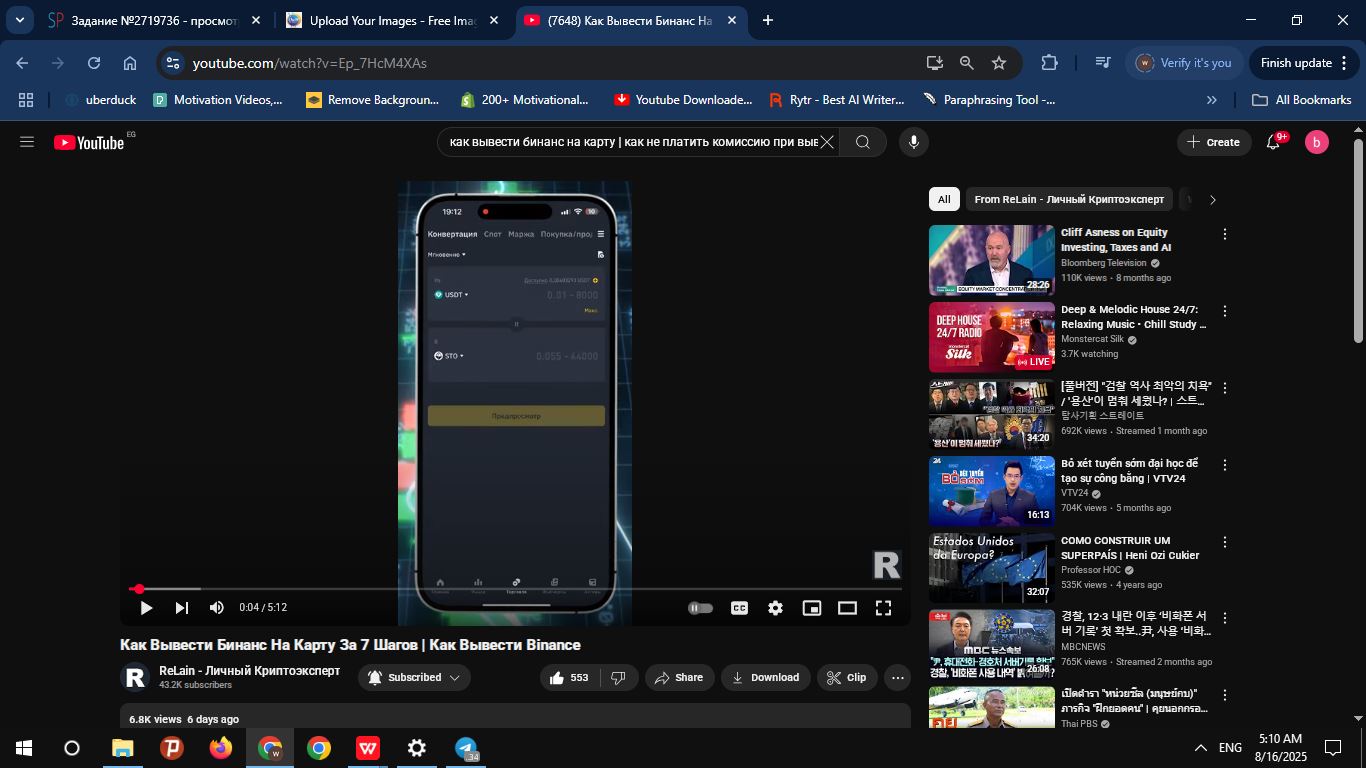 Задание №2719736 - просмот
Upload Your Images - Free Ima
(7648) Как Вывести Бинанс На
youtube.com/watch?v=Ep_7HcM4XAs
Verify it's you
Finish update
uberduck
Motivation Videos,...
Remove Backgroun...
200+ Motivational...
Youtube Downloade...
Rytr - Best AI Writer...
Paraphrasing Tool -...
All Bookmarks
YouTube EG
как вывести бинанс на карту | как не платить комиссию при выв
Create
9+
b
19:12
Конвертация Спот Маржа Покупка/про
Мгновенно
USDT
0.01 - 8000
Макс.
STO
0.055 - 44000
Предпросмотр
R
0:04 / 5:12
CC
Как Вывести Бинанс На Карту За 7 Шагов | Как Вывести Binance
R
ReLain - Личный Криптоэксперт
43.2K subscribers
Subscribed
553
Share
Download
Clip
6.8K views 6 days ago
All
From ReLain - Личный Криптоэксперт
28:26
Cliff Asness on Equity
Investing, Taxes and AI
Bloomberg Television
110K views • 8 months ago
DEEP HOUSE
24/7 RADIO
monstercat
Silk
LIVE
Deep & Melodic House 24/7:
Relaxing Music • Chill Study ...
Monstercat Silk
3.7K watching
34:20
[풀버전] "검찰 역사 최악의 치욕"
/ '용산'이 멈춰 세웠나? | 스트...
탐사기획 스트레이트
692K views • Streamed 1 month ago
16:13
Bỏ xét tuyển sớm đại học để
tạo sự công bằng | VTV24
VTV24
704K views • 5 months ago
Estados Unidos
da Europa?
32:07
COMO CONSTRUIR UM
SUPERPAÍS | Heni Ozi Cukier
Professor HOC
535K views • 4 years ago
26:08
경찰, 12·3 내란 이후 '비화폰 서
버 기록' 첫 확보..尹, 사용 '비화...
MBCNEWS
765K views • Streamed 2 months ago
เปิดตำรา "หน่วยซีล (มนุษย์กบ)"
ภารกิจ "ฝึกยอดคน" | คุยนอกกรอ...
Thai PBS
34
ENG
5:10 AM
8/16/2025